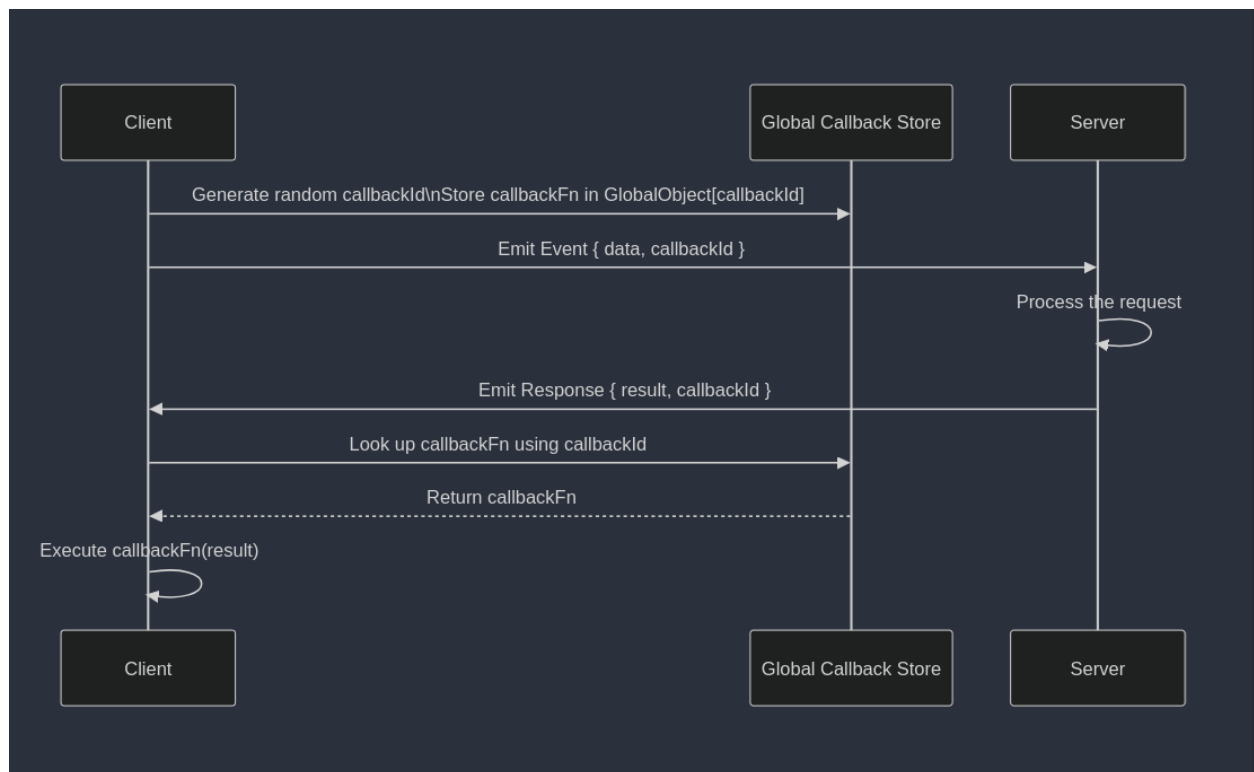 Client
Global Callback Store
Server
Generate random callbackId\nStore callbackFn in GlobalObject[callbackId]
Emit Event { data, callbackId }
Process the request
Emit Response { result, callbackId }
Look up callbackFn using callbackId
Return callbackFn
Execute callbackFn(result)
Client
Global Callback Store
Server